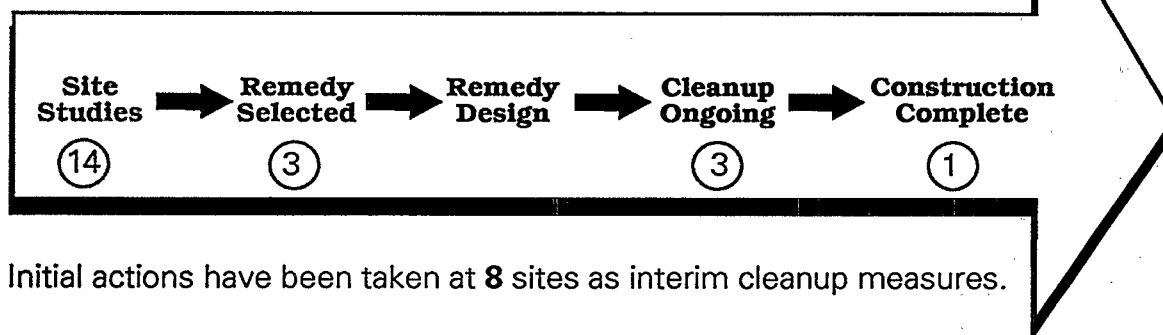 Site Studies
Remedy Selected
Remedy Design
Cleanup Ongoing
Construction Complete
14
3
3
1
Initial actions have been taken at 8 sites as interim cleanup measures.